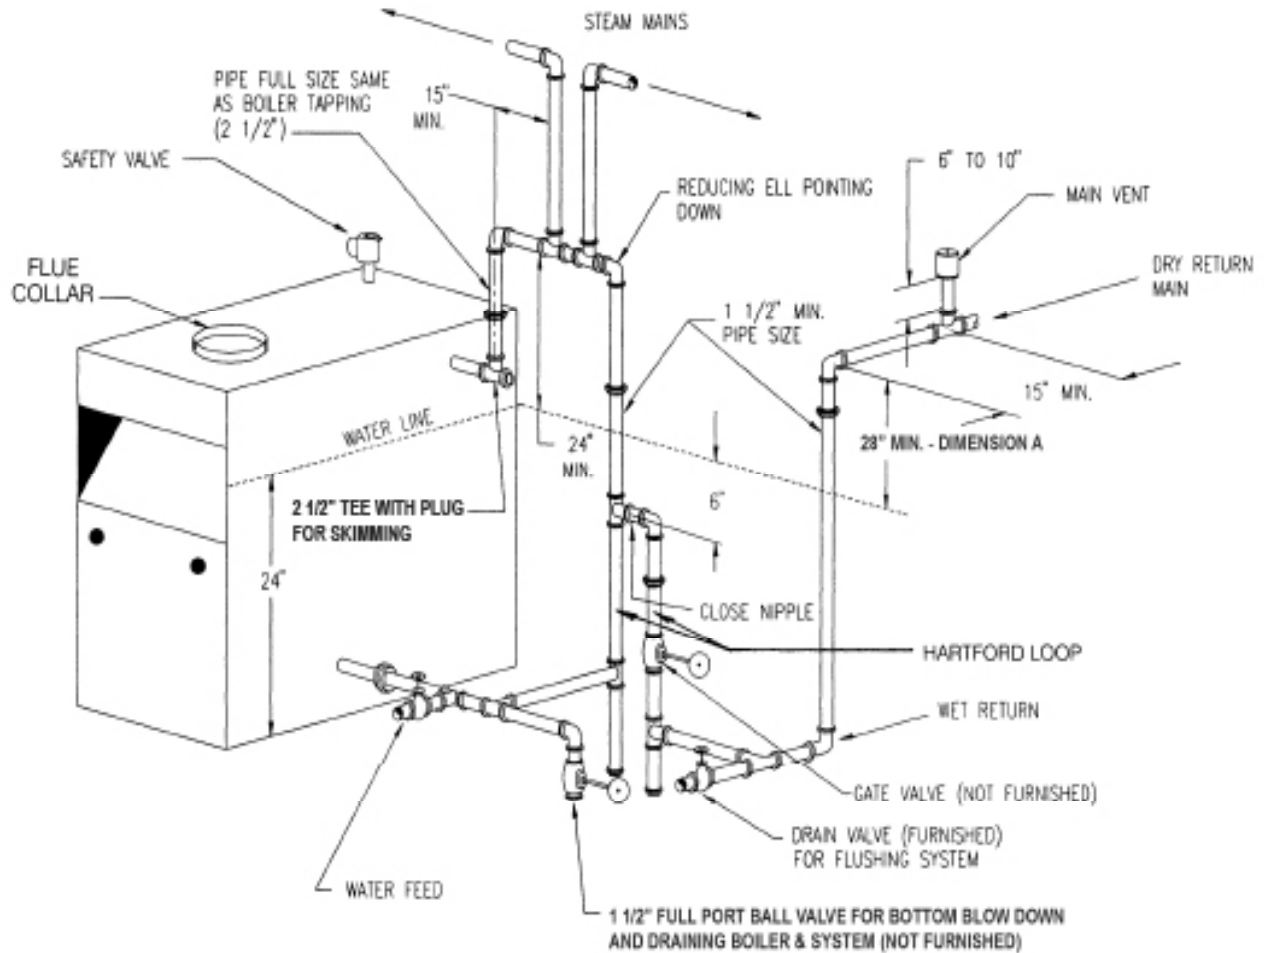 STEAM MAINS
PIPE FULL SIZE SAME
AS BOILER TAPPING
(2 1/2")
15"
MIN.
SAFETY VALVE
6" TO 10"
REDUCING ELL POINTING
DOWN
MAIN VENT
FLUE
COLLAR
DRY RETURN
MAIN
1 1/2" MIN.
PIPE SIZE
15" MIN.
WATER LINE
24"
MIN.
28" MIN. - DIMENSION A
6"
2 1/2" TEE WITH PLUG
FOR SKIMMING
24"
CLOSE NIPPLE
HARTFORD LOOP
WET RETURN
GATE VALVE (NOT FURNISHED)
DRAIN VALVE (FURNISHED)
FOR FLUSHING SYSTEM
WATER FEED
1 1/2" FULL PORT BALL VALVE FOR BOTTOM BLOW DOWN
AND DRAINING BOILER & SYSTEM (NOT FURNISHED)